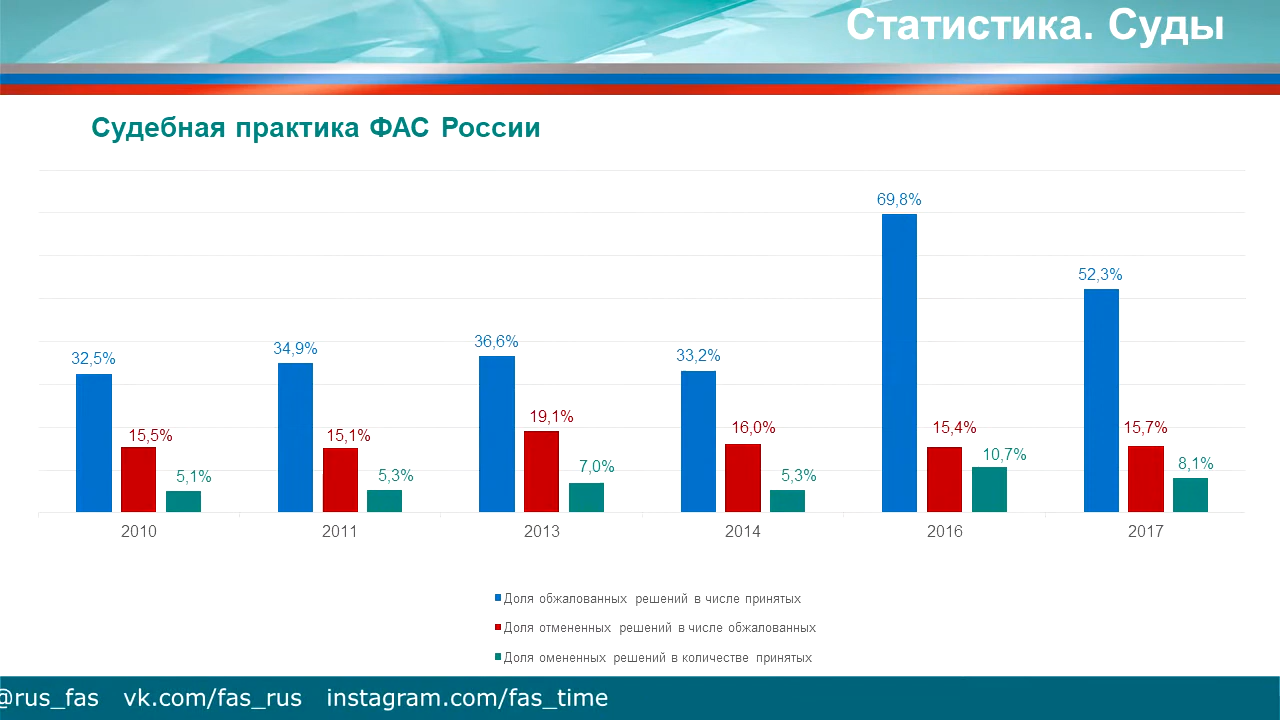 Статистика. Суды
Судебная практика ФАС России
69,8%
52,3%
32,5%
34,9%
36,6%
33,2%
15,5%
15,1%
19,1%
16,0%
15,4%
15,7%
5,1%
5,3%
7,0%
5,3%
10,7%
8,1%
2010 2011 2013 2014 2016 2017
Доля обжалованных решений в числе принятых
Доля отмененных решений в числе обжалованных
Доля омененных решений в количестве принятых
@rus_fas vk.com/fas_rus instagram.com/fas_time